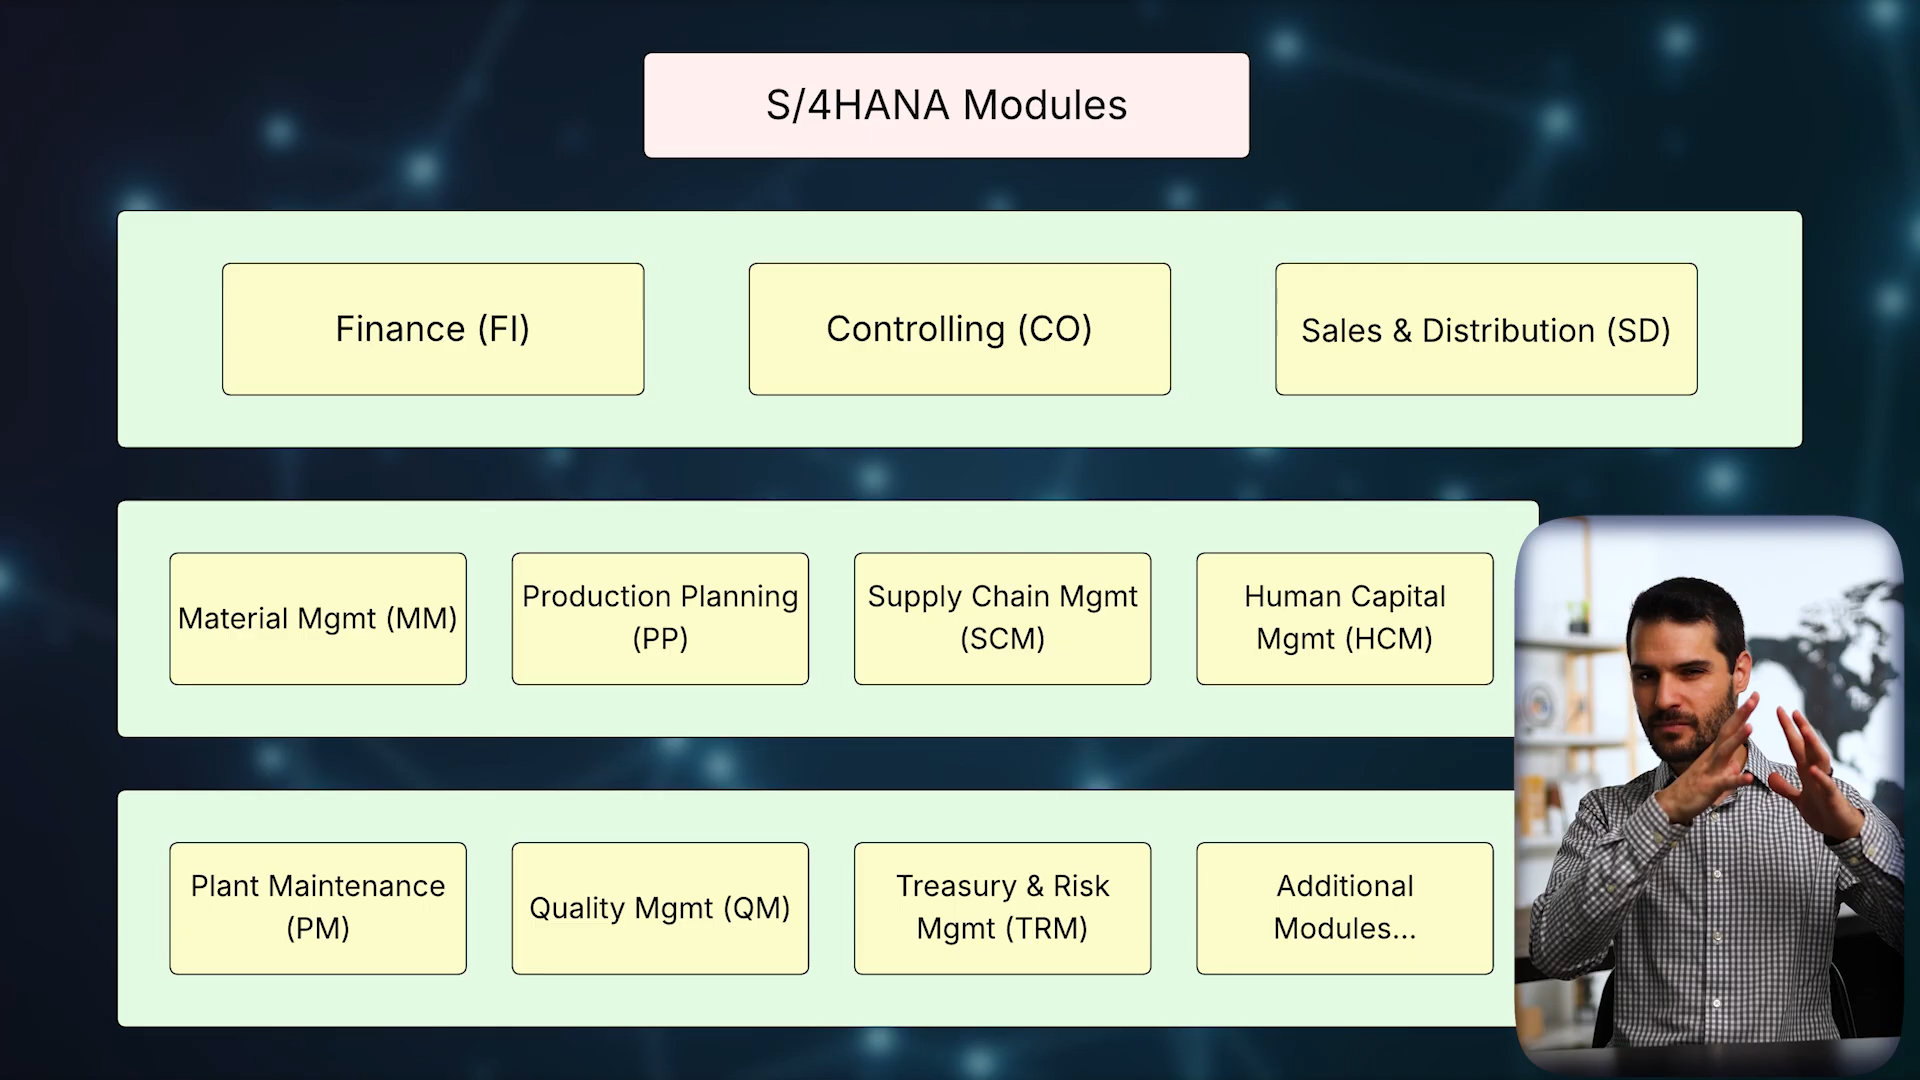 S/4HANA Modules
Finance (FI)
Controlling (CO)
Sales & Distribution (SD)
Material Mgmt (MM)
Production Planning
(PP)
Supply Chain Mgmt
(SCM)
Human Capital
Mgmt (HCM)
Plant Maintenance
(PM)
Quality Mgmt (QM)
Treasury & Risk
Mgmt (TRM)
Additional
Modules...